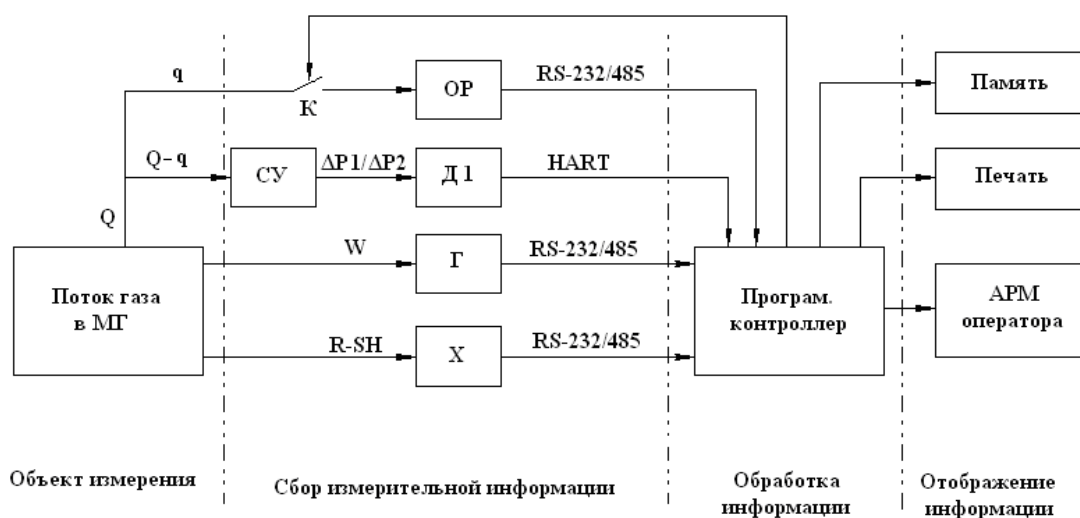 q
К
ОР
RS-232/485
Память
Q- q
СУ
ΔP1/ΔP2
Д 1
HART
Печать
Q
Поток газа
в МГ
W
Г
RS-232/485
Програм.
контроллер
АРМ
оператора
R-SH
Х
RS-232/485
Объект измерения
Сбор измерительной информации
Обработка
информации
Отображение
информации